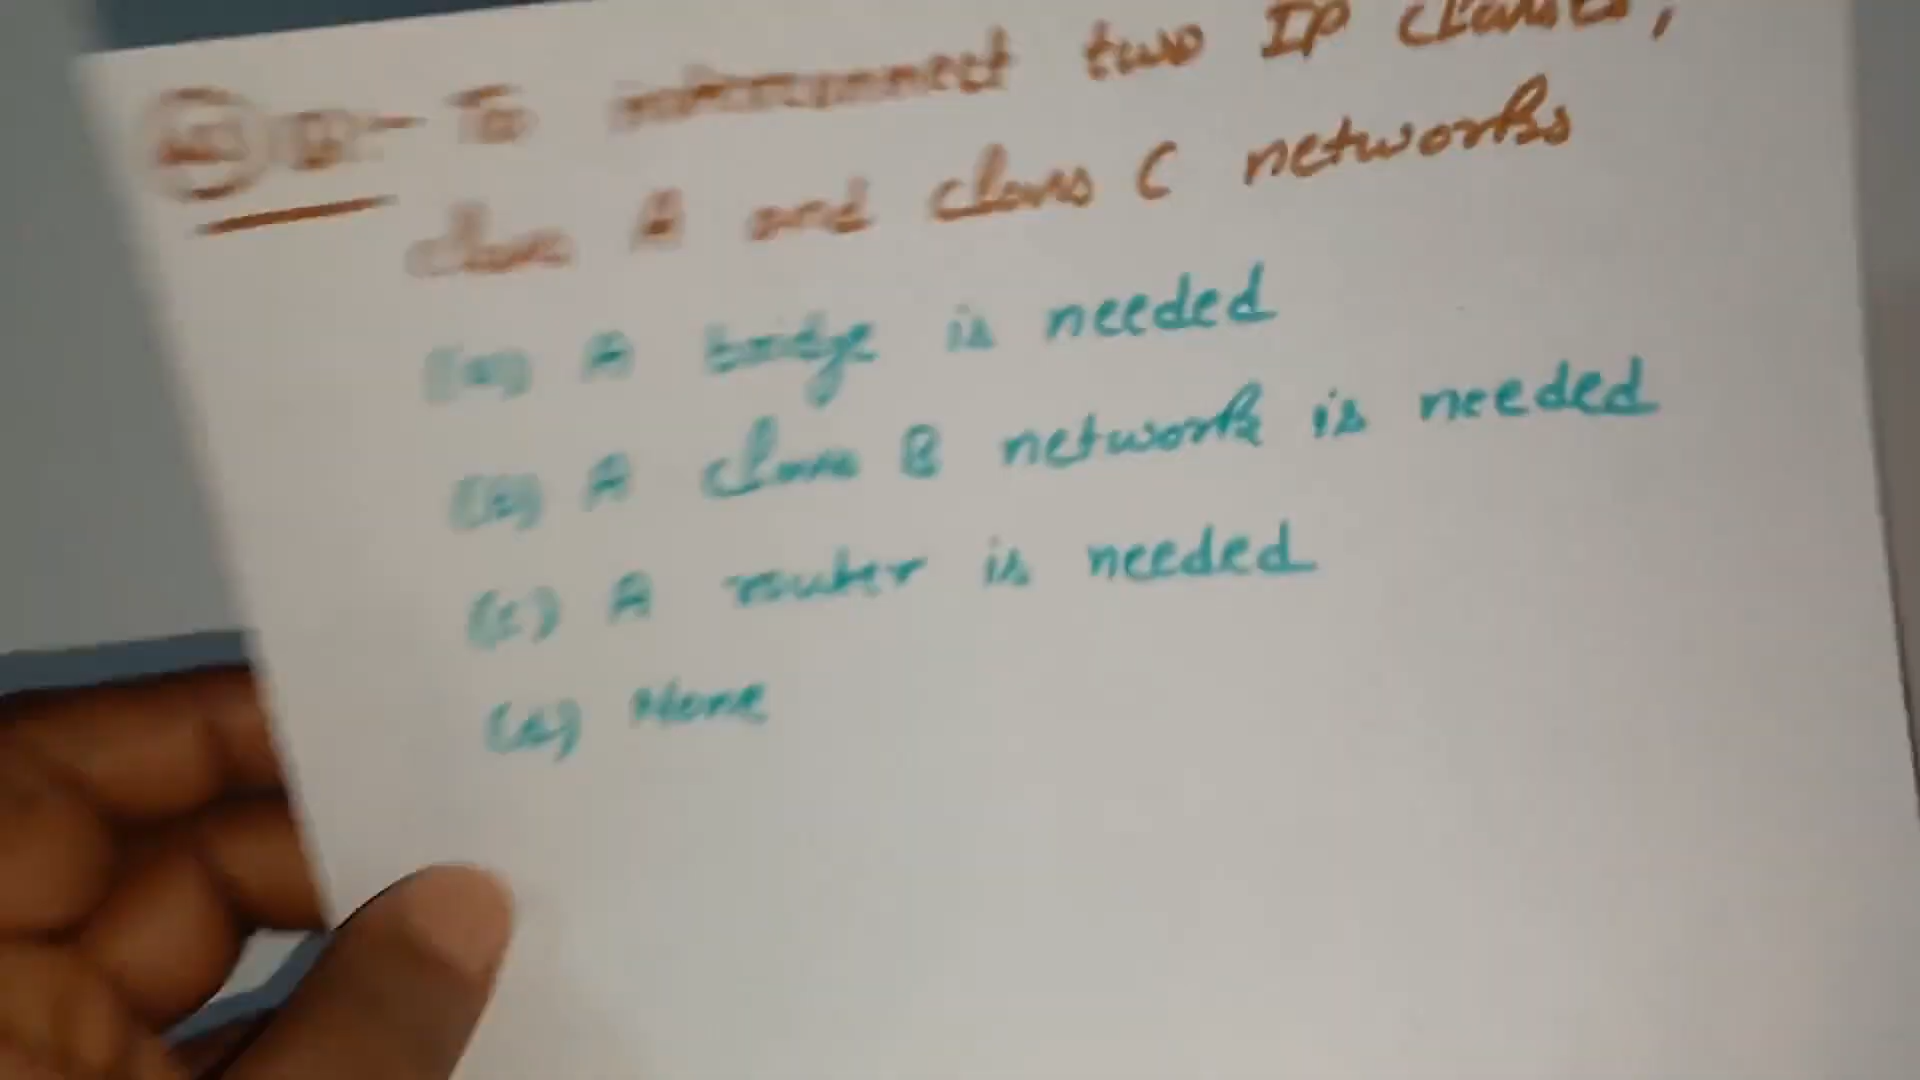 Q:- To interconnect two IP classes,
class A and class C networks
(a) A bridge is needed
(b) A class B network is needed
(c) A router is needed
(d) None